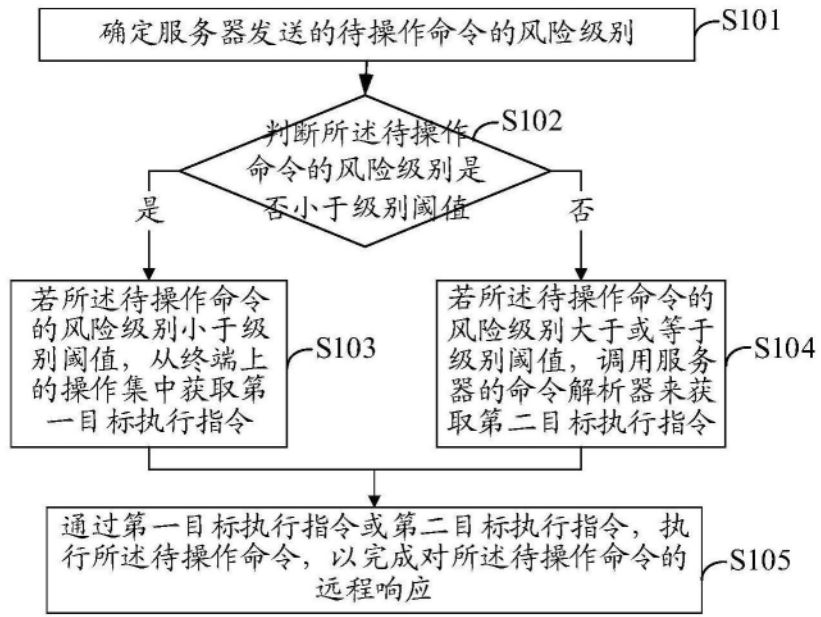 确定服务器发送的待操作命令的风险级别
S101
判断所述待操作
S102
命令的风险级别是
否小于级别阈值
是
否
若所述待操作命令
的风险级别小于级
别阈值，从终端上
的操作集中获取第
一目标执行指令
S103
若所述待操作命令的
风险级别大于或等于
级别阈值，调用服务
器的命令解析器来获
取第二目标执行指令
S104
通过第一目标执行指令或第二目标执行指令，执
行所述待操作命令，以完成对所述待操作命令的
远程响应
S105